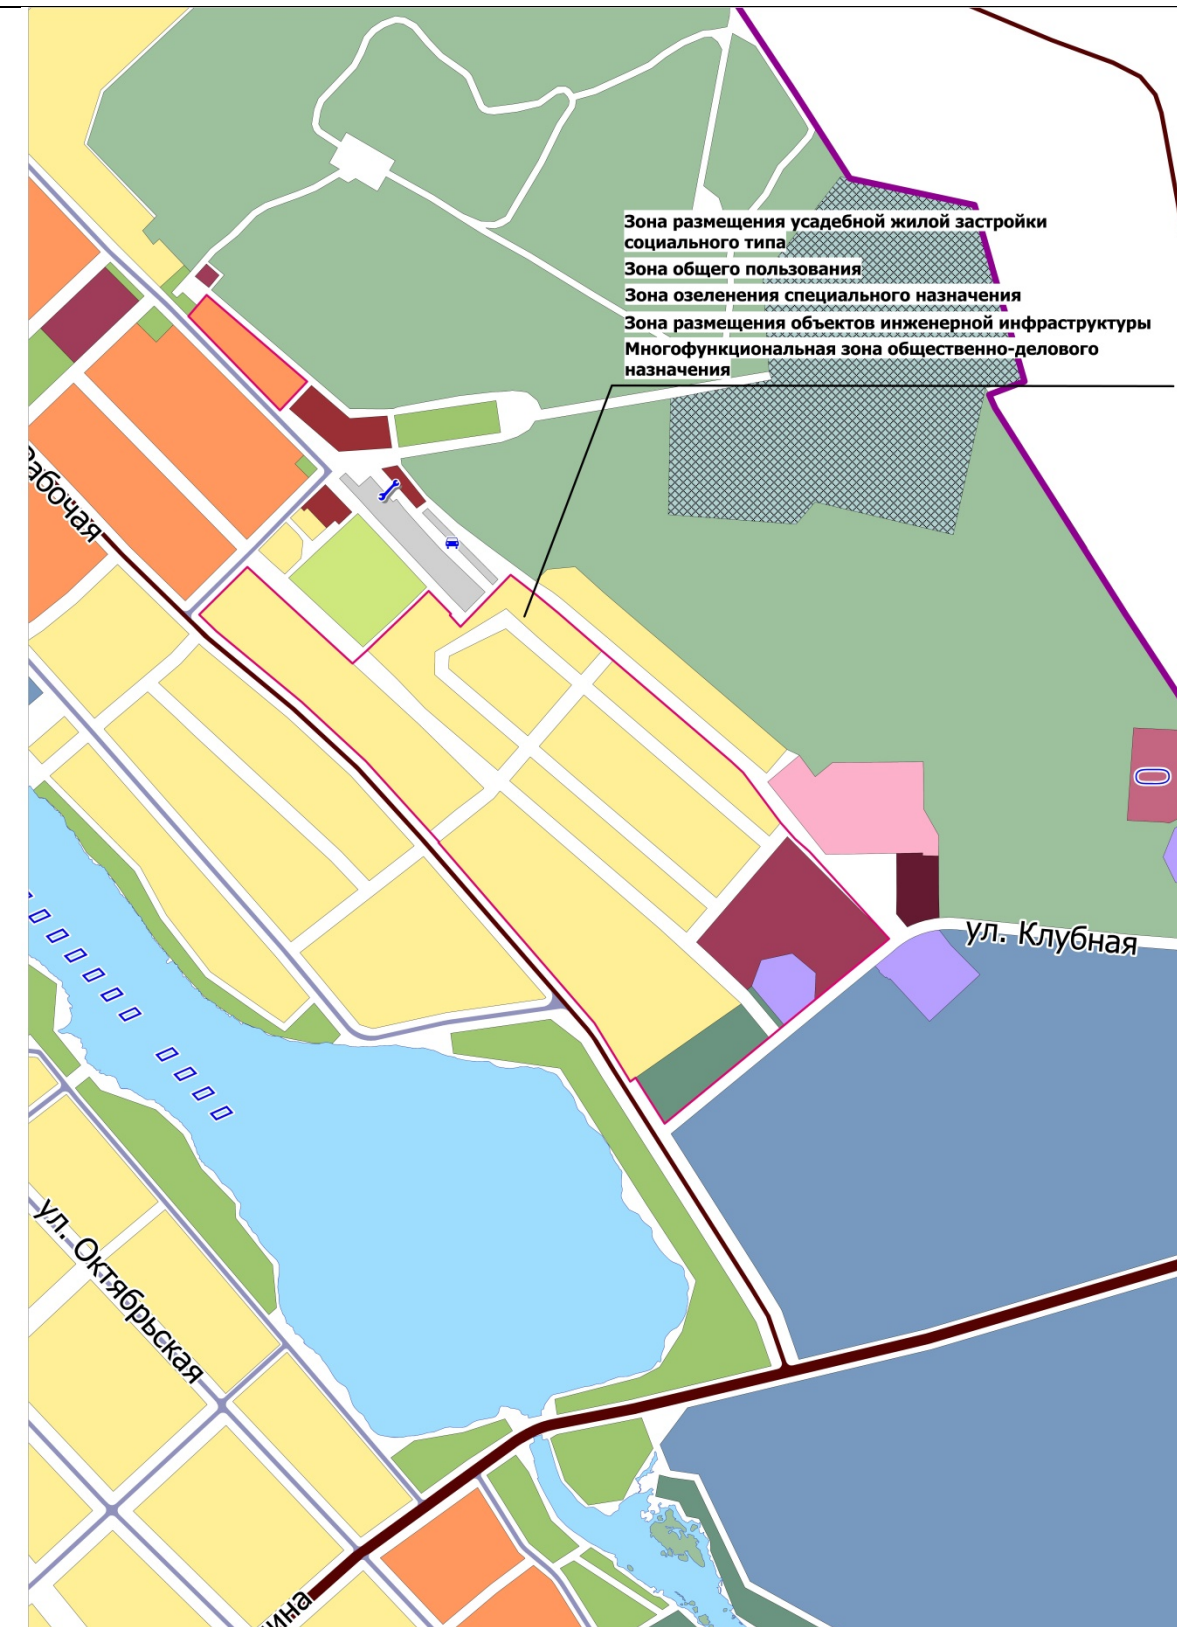 Зона размещения усадебной жилой застройки
социального типа
Зона общего пользования
Зона озеленения специального назначения
Зона размещения объектов инженерной инфраструктуры
Многофункциональная зона общественно-делового
назначения
Рабочая
ул. Клубная
ул. Октябрьская